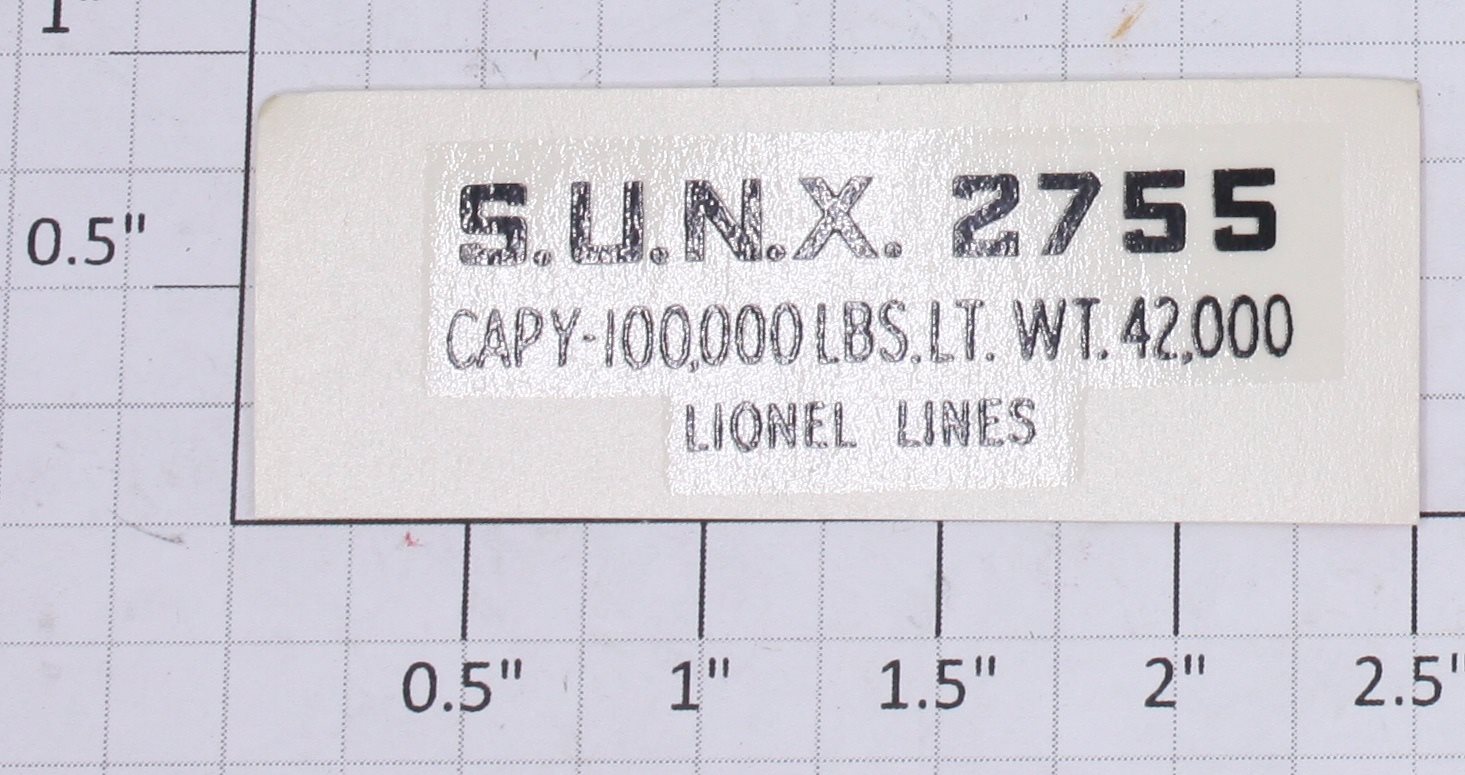 1"
0.5"
S.U.N.X. 2755
CAPY-100,000 LBS. LT. WT. 42,000
LIONEL LINES
0.5" 1" 1.5" 2" 2.5"